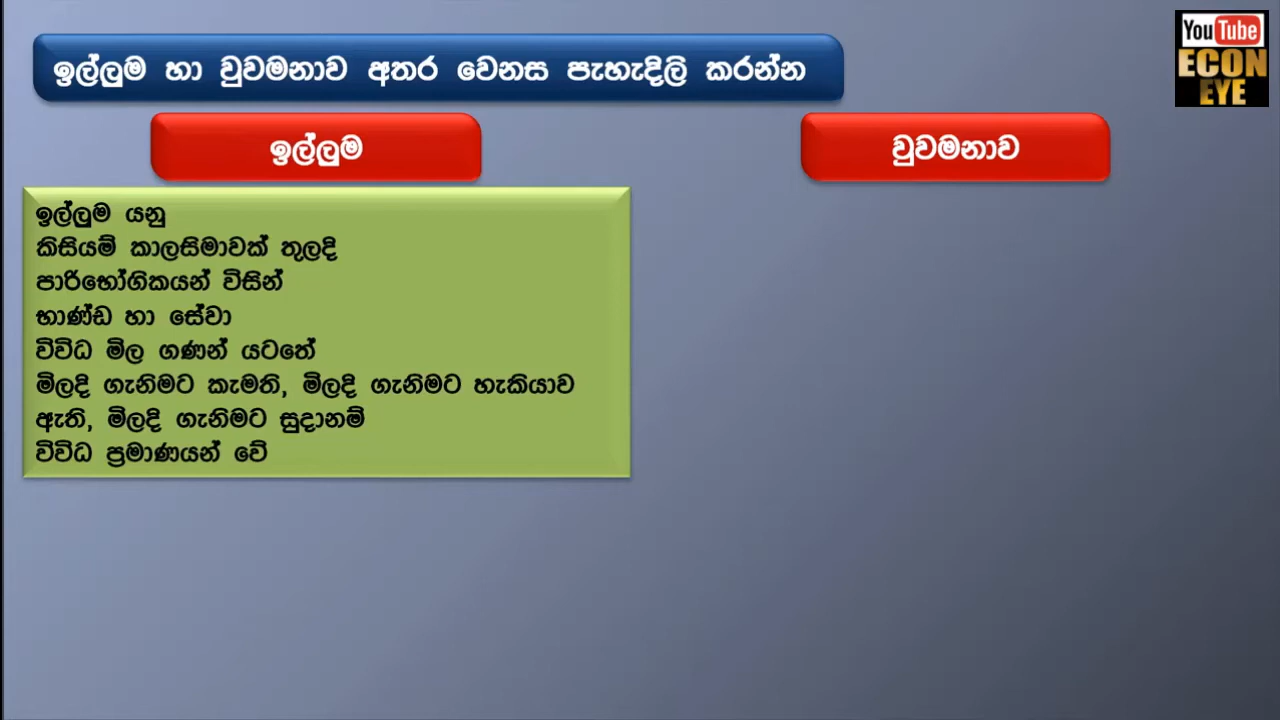 YouTube
ECON
EYE
ඉල්ලුම හා වුවමනාව අතර වෙනස පැහැදිලි කරන්න
ඉල්ලුම
වුවමනාව
ඉල්ලුම යනු
කිසියම් කාලසිමාවක් තුලදි
පාරිභෝගිකයන් විසින්
භාණ්ඩ හා සේවා
විවිධ මිල ගණන් යටතේ
මිලදි ගැනිමට කැමති, මිලදි ගැනිමට හැකියාව
ඇති, මිලදි ගැනිමට සුදානම්
විවිධ ප්‍රමාණයන් වේ